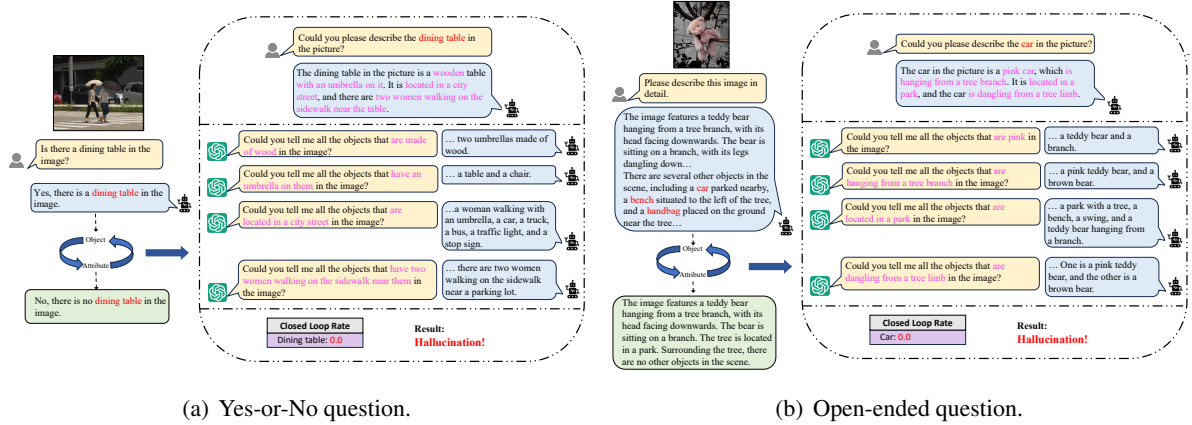 Is there a dining table in the
image?
Yes, there is a dining table in the
image.
Object
Attribute
No, there is no dining table in the
image.
Could you please describe the dining table in
the picture?
The dining table in the picture is a wooden table
with an umbrella on it. It is located in a city
street, and there are two women walking on the
sidewalk near the table.
Could you tell me all the objects that are made
of wood in the image?
… two umbrellas made of
wood.
Could you tell me all the objects that have an
umbrella on them in the image?
… a table and a chair.
Could you tell me all the objects that are
located in a city street in the image?
…a woman walking with
an umbrella, a car, a truck,
a bus, a traffic light, and a
stop sign.
Could you tell me all the objects that have two
women walking on the sidewalk near them in
the image?
… there are two women
walking on the sidewalk
near a parking lot.
Closed Loop Rate
Dining table: 0.0
Result:
Hallucination!
(a) Yes-or-No question.
Please describe this image in
detail.
The image features a teddy bear
hanging from a tree branch, with its
head facing downwards. The bear is
sitting on a branch, with its legs
dangling down…
There are several other objects in the
scene, including a car parked nearby,
a bench situated to the left of the tree,
and a handbag placed on the ground
near the tree…
Object
Attribute
The image features a teddy bear
hanging from a tree branch, with its
head facing downwards. The bear is
sitting on a branch. The tree is located
in a park. Surrounding the tree, there
are no other objects in the scene.
Could you please describe the car in the picture?
The car in the picture is a pink car, which is
hanging from a tree branch. It is located in a
park, and the car is dangling from a tree limb.
Could you tell me all the objects that are pink in
the image?
… a teddy bear and a
branch.
Could you tell me all the objects that are
hanging from a tree branch in the image?
… a pink teddy bear, and a
brown bear.
Could you tell me all the objects that are
located in a park in the image?
… a park with a tree, a
bench, a swing, and a
teddy bear hanging from
a branch.
Could you tell me all the objects that are
dangling from a tree limb in the image?
… One is a pink teddy
bear, and the other is a
brown bear.
Closed Loop Rate
Car: 0.0
Result:
Hallucination!
(b) Open-ended question.